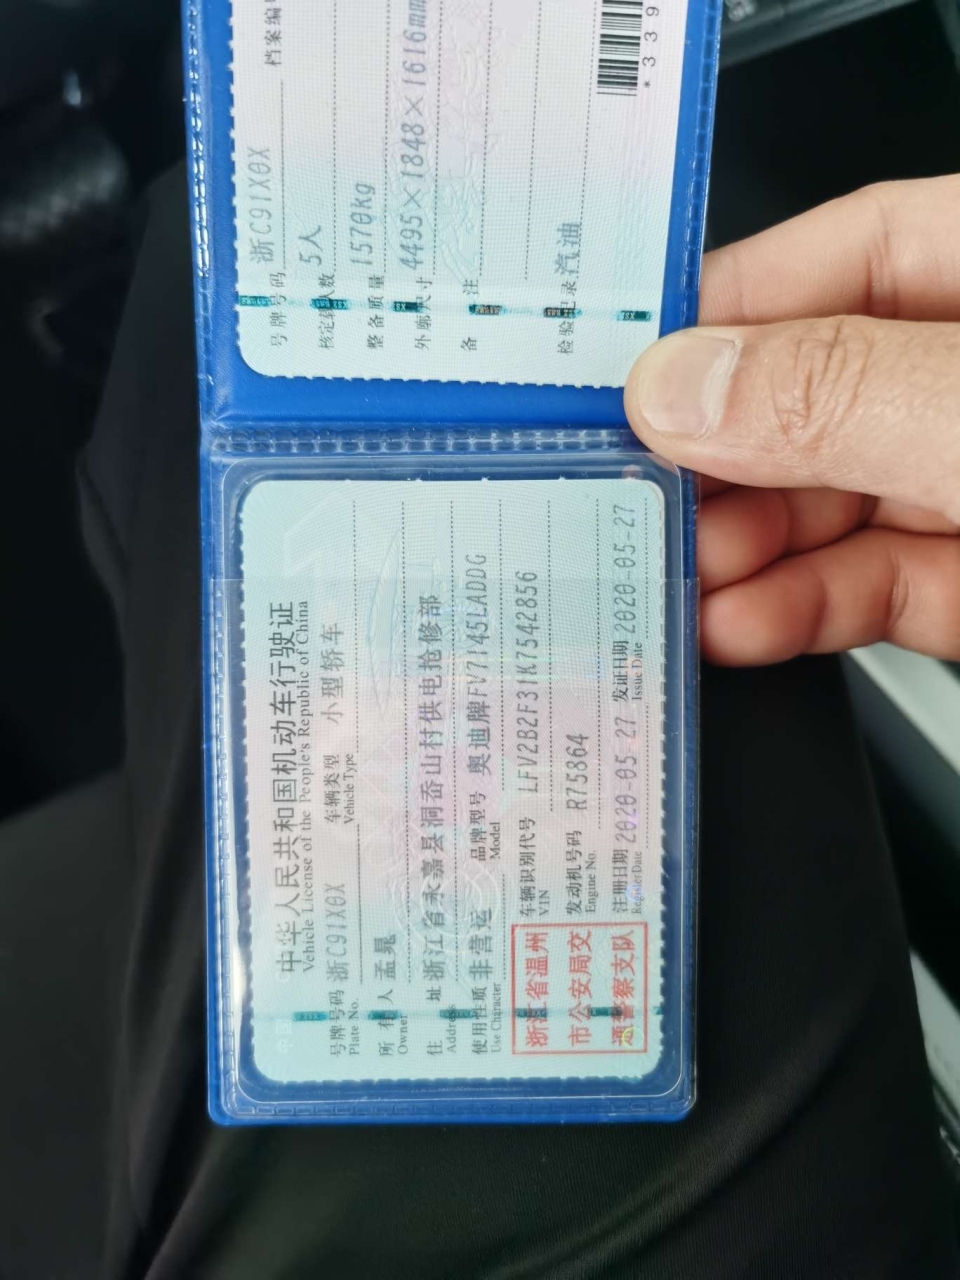 中华人民共和国机动车行驶证
Vehicle License of the People's Republic of China
号牌号码 浙C91X0X 车辆类型 小型轿车
Plate No. Vehicle Type
所有人 孟晁
Owner
住址 浙江省永嘉县洞岙山村供电抢修部
Address
使用性质 非营运 品牌型号 奥迪牌FV7145LADDG
Use Character Model
浙江省温州
市公安局交
通警察支队
车辆识别代号 LFV2B2F31K7542856
VIN
发动机号码 R75864
Engine No.
注册日期 2020-05-27 发证日期 2020-05-27
Register Date Issue Date
号牌号码 浙C91X0X 档案编
核定载人数 5人
整备质量 1570kg
外廓尺寸 4495×1848×1616mm
备注
检验记录 汽油
*339